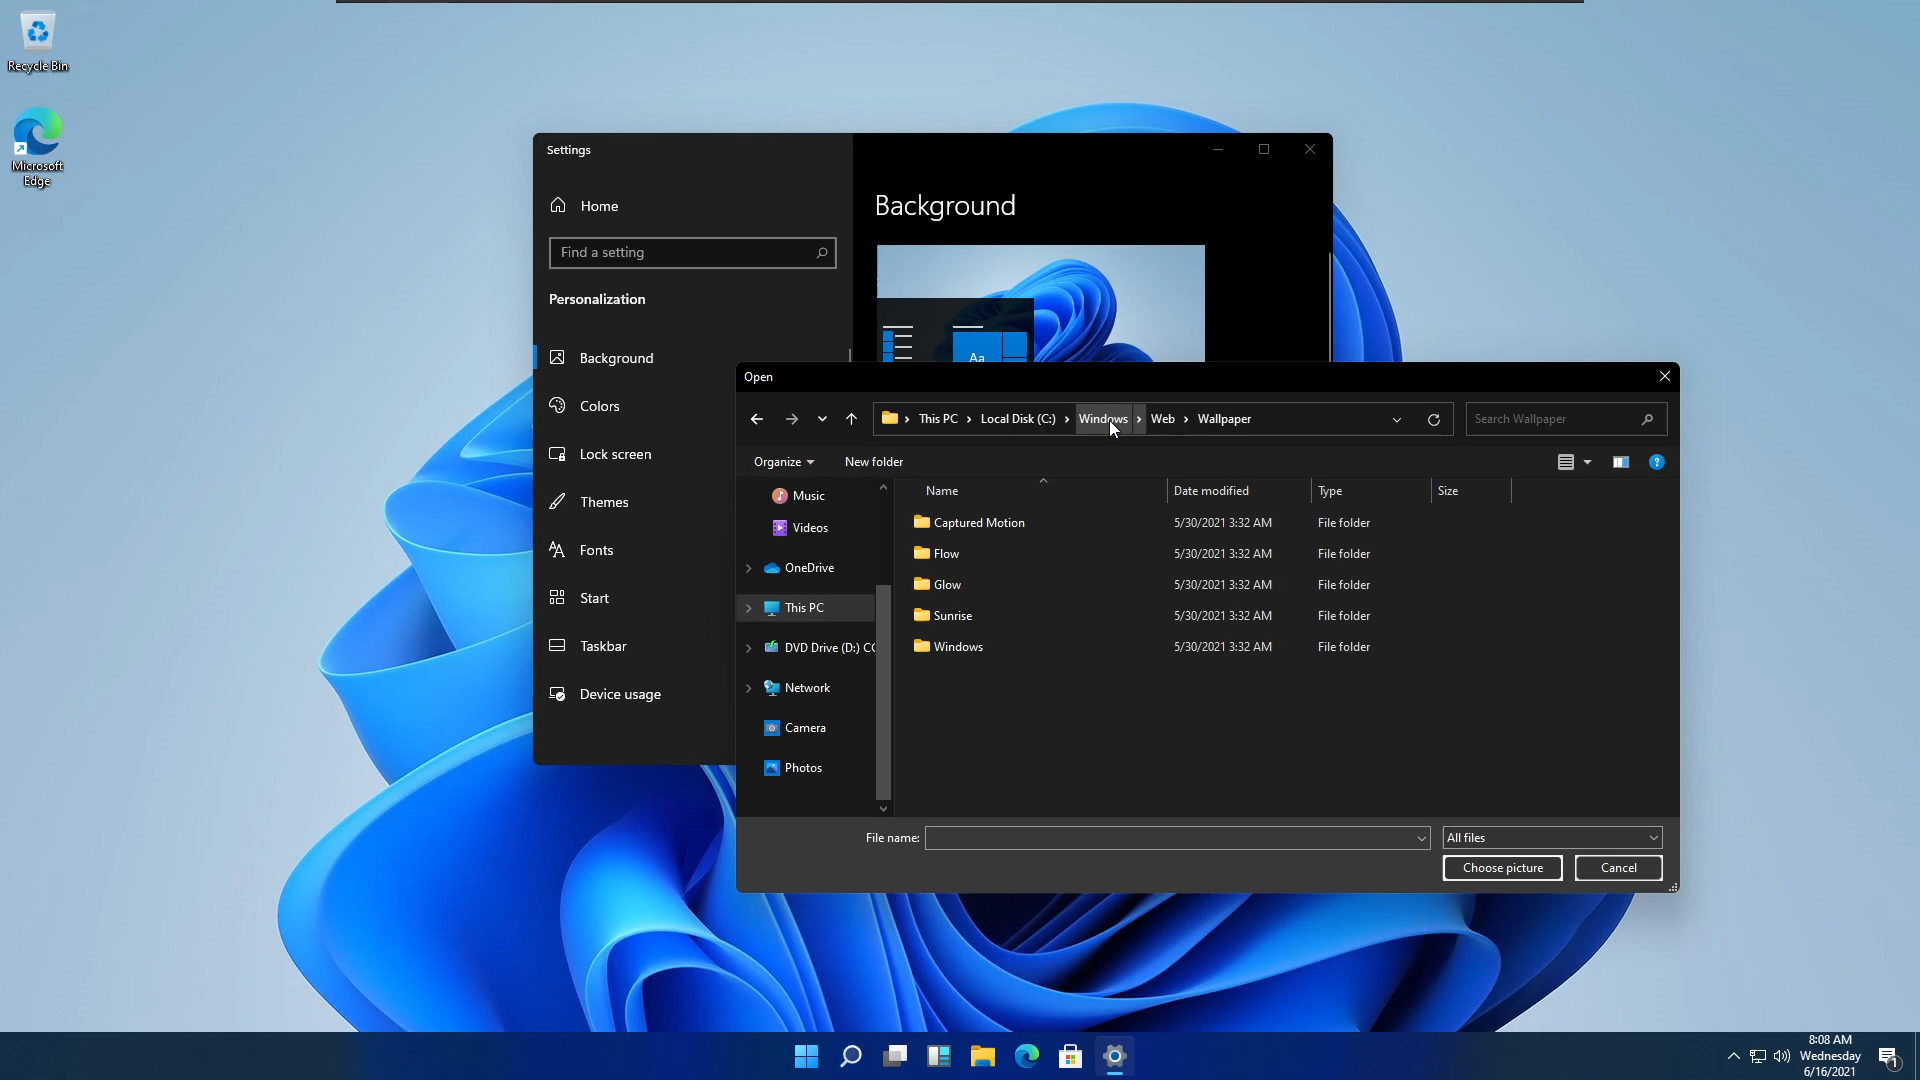 Recycle Bin
Microsoft
Edge
Settings
Home
Find a setting
Personalization
Background
Colors
Lock screen
Themes
Fonts
Start
Taskbar
Device usage
Background
Aa
Open
This PC
Local Disk (C:)
Windows
Web
Wallpaper
Search Wallpaper
Organize
New folder
?
Music
Videos
OneDrive
This PC
DVD Drive (D:) CC
Network
Camera
Photos
Name
Date modified
Type
Size
Captured Motion
5/30/2021 3:32 AM
File folder
Flow
5/30/2021 3:32 AM
File folder
Glow
5/30/2021 3:32 AM
File folder
Sunrise
5/30/2021 3:32 AM
File folder
Windows
5/30/2021 3:32 AM
File folder
File name:
All files
Choose picture
Cancel
8:08 AM
Wednesday
6/16/2021
1